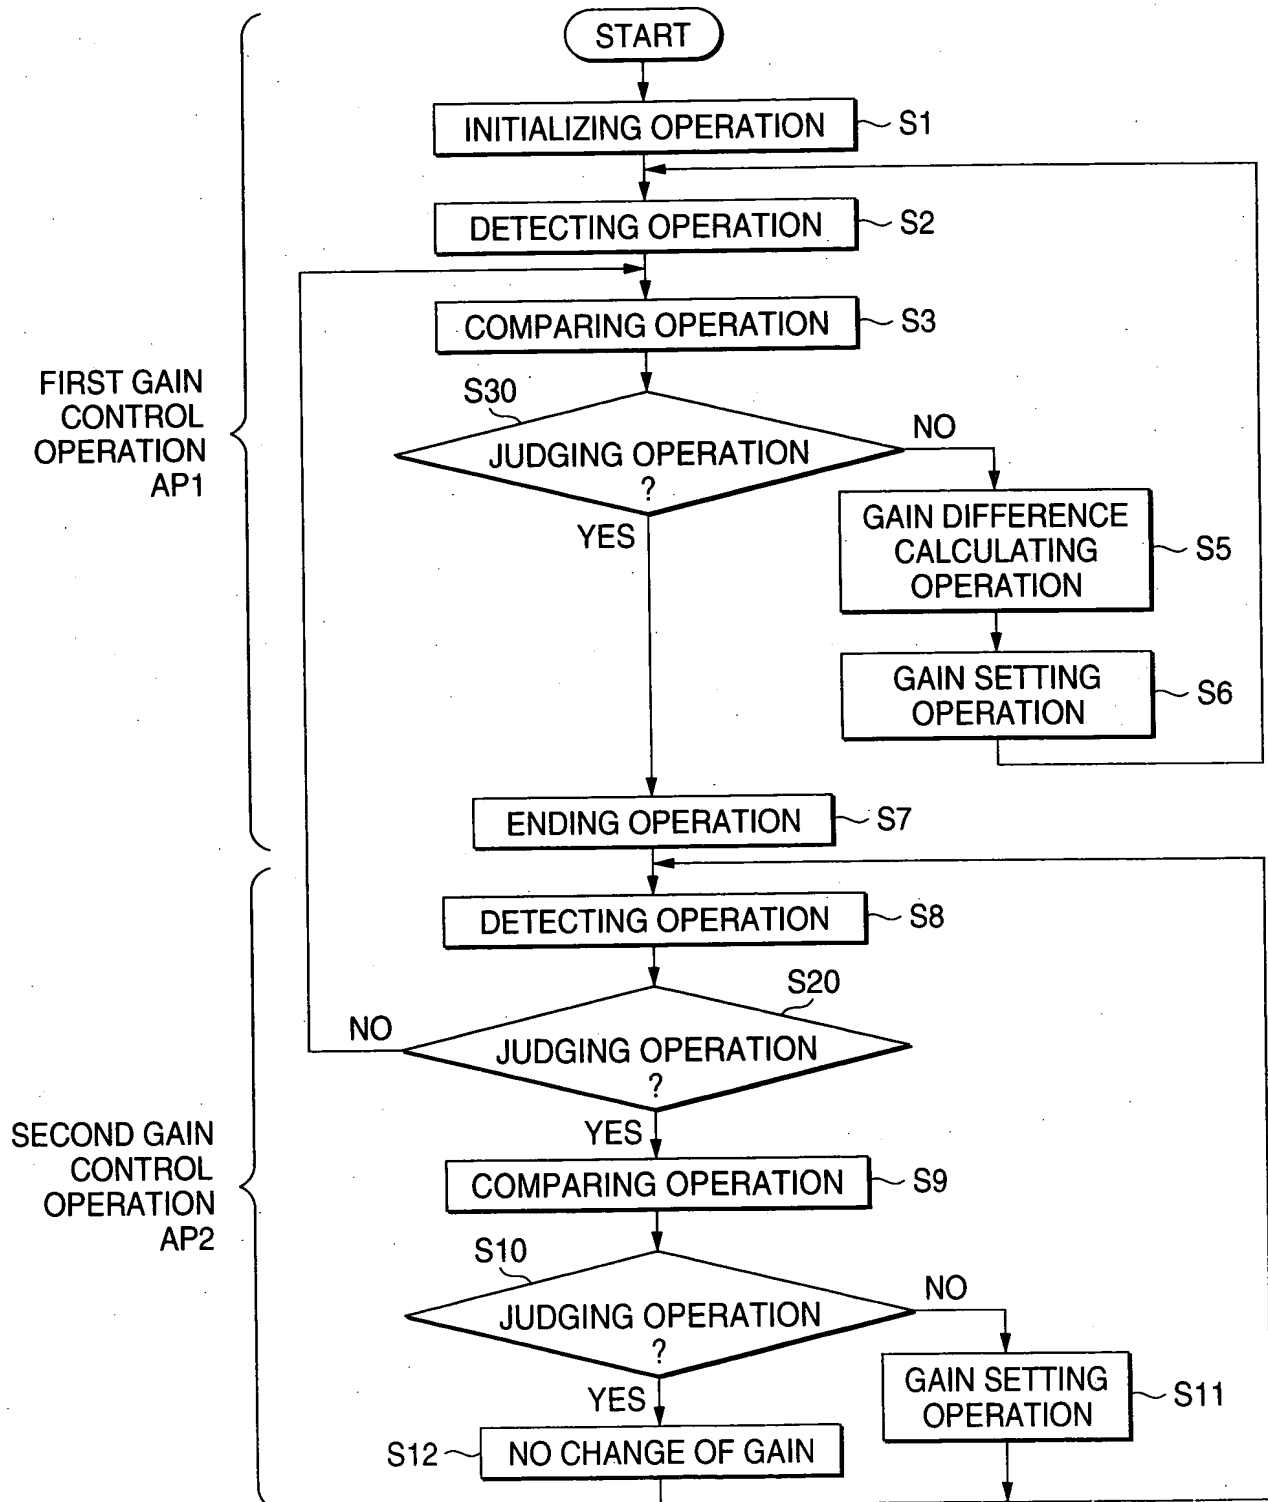 START
INITIALIZING OPERATION
S1
DETECTING OPERATION
S2
COMPARING OPERATION
S3
S30
JUDGING OPERATION
?
NO
YES
FIRST GAIN
CONTROL
OPERATION
AP1
GAIN DIFFERENCE
CALCULATING
OPERATION
S5
GAIN SETTING
OPERATION
S6
ENDING OPERATION
S7
DETECTING OPERATION
S8
S20
JUDGING OPERATION
?
NO
YES
SECOND GAIN
CONTROL
OPERATION
AP2
COMPARING OPERATION
S9
S10
JUDGING OPERATION
?
NO
YES
GAIN SETTING
OPERATION
S11
S12
NO CHANGE OF GAIN